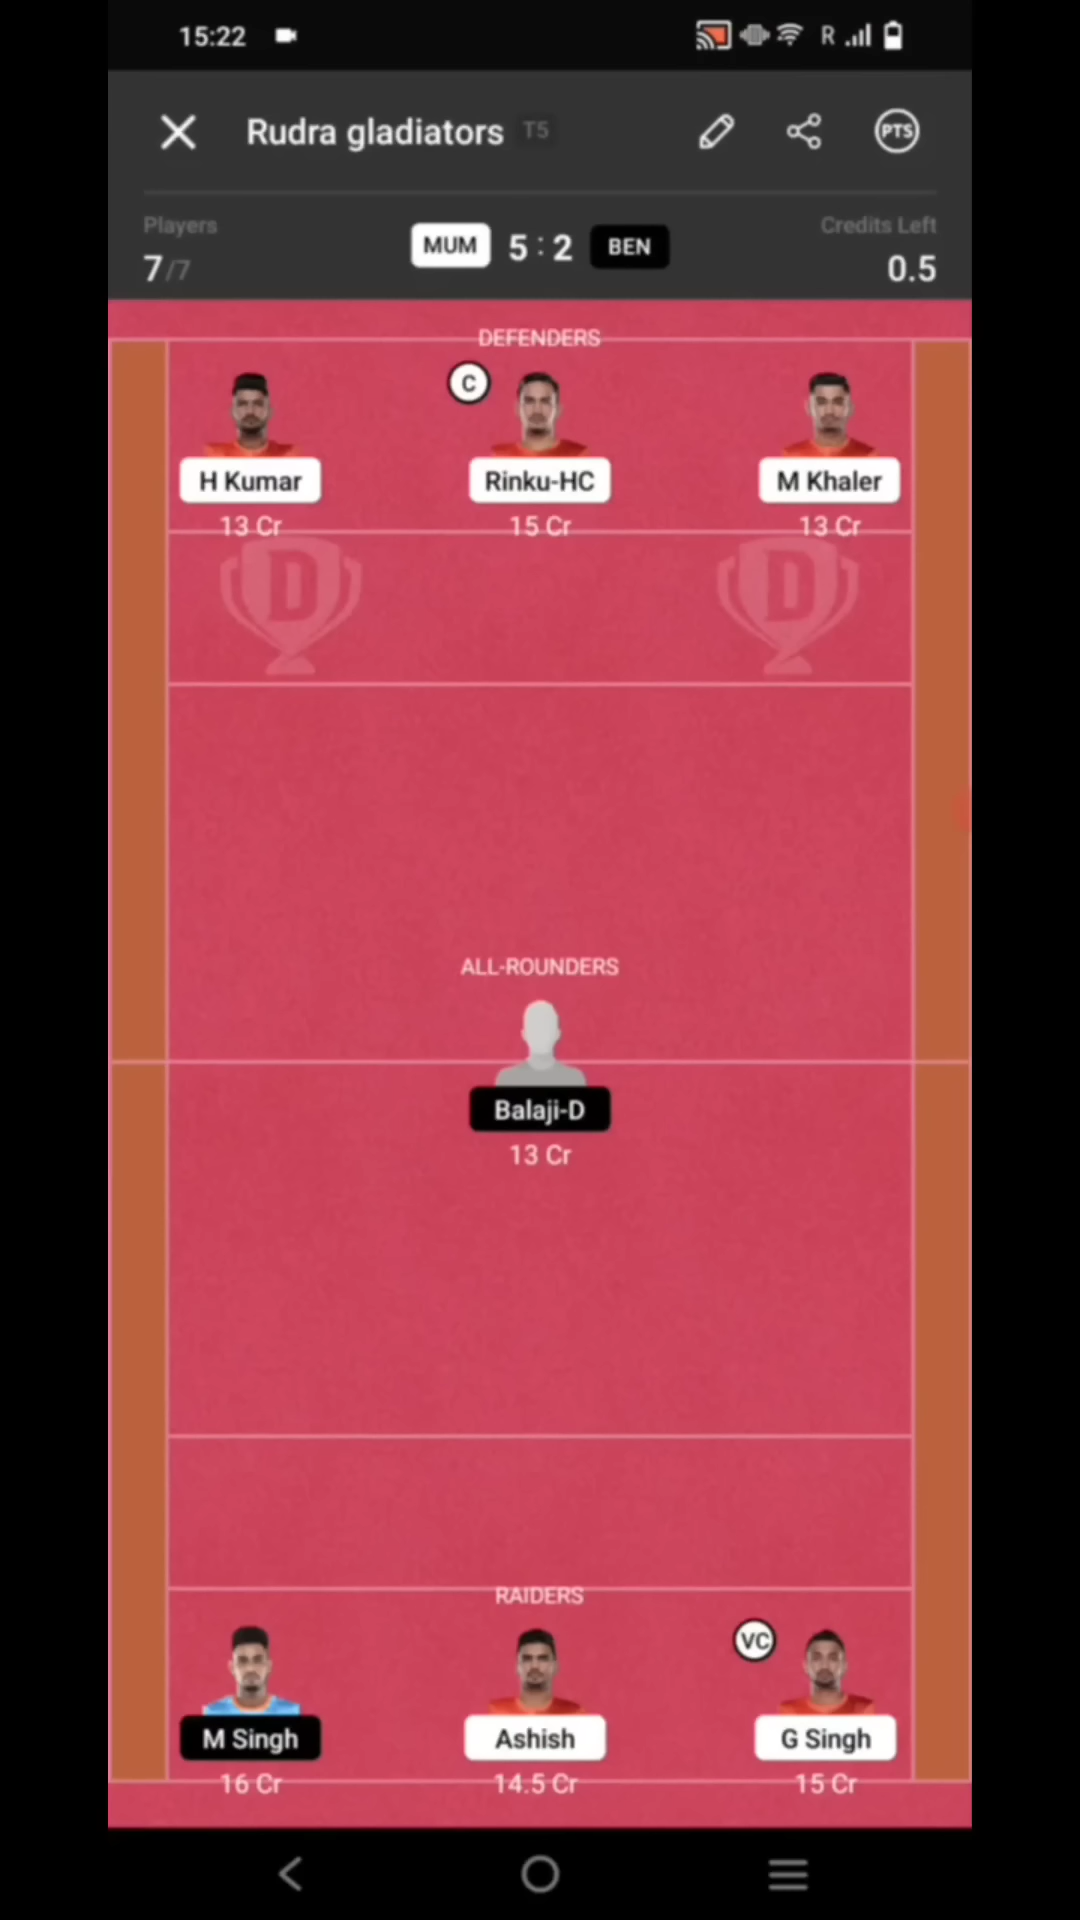 15:22
R
Rudra gladiators T5
PTS
Players
Credits Left
MUM 5 : 2 BEN
7/7
0.5
DEFENDERS
C
H Kumar
Rinku-HC
M Khaler
13 Cr
15 Cr
13 Cr
D
D
ALL-ROUNDERS
Balaji-D
13 Cr
RAIDERS
VC
M Singh
Ashish
G Singh
16 Cr
14.5 Cr
15 Cr